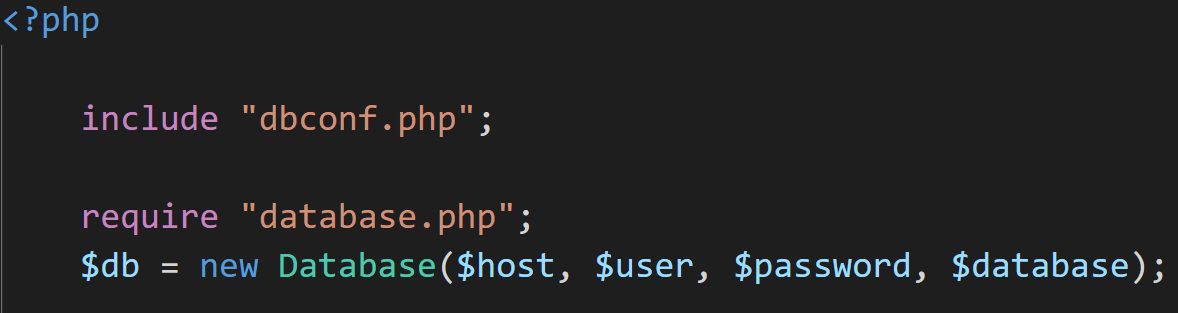 <?php
include "dbconf.php";
require "database.php";
$db = new Database($host, $user, $password, $database);